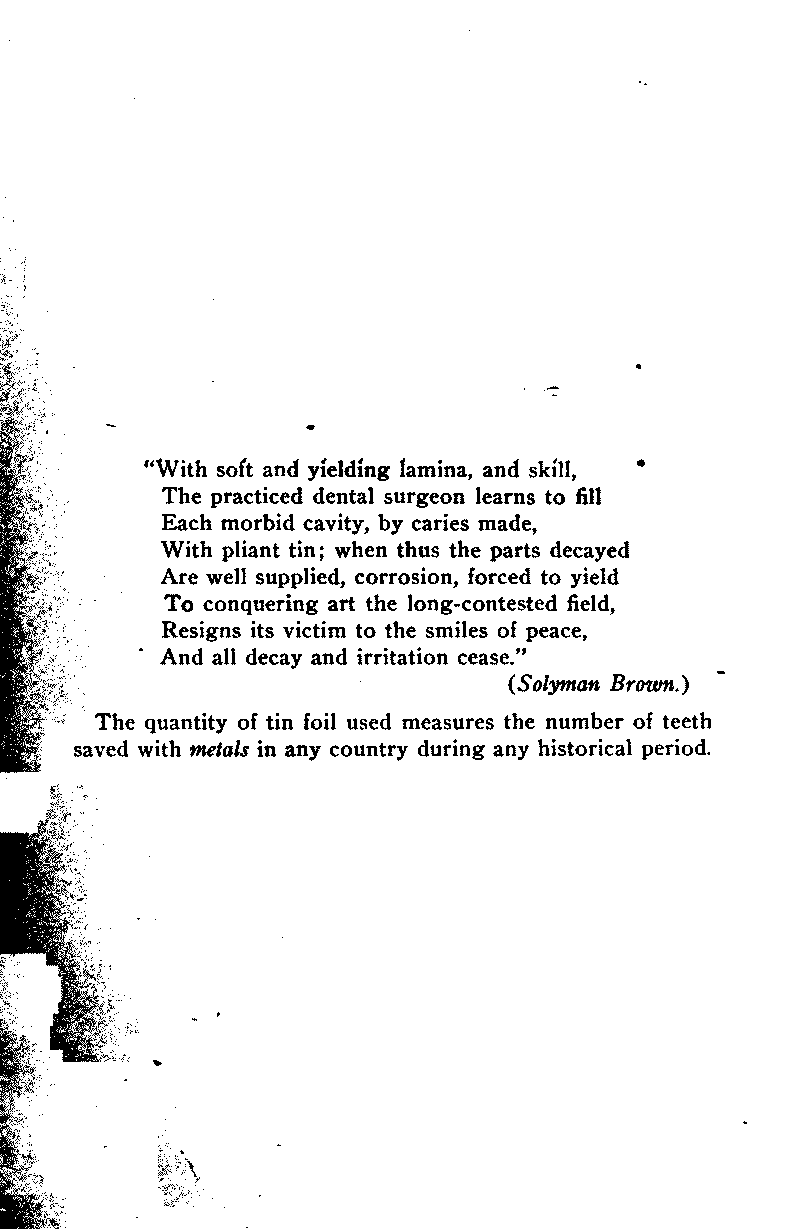 "With soft and yielding lamina, and skill,
The practiced dental surgeon learns to fill
Each morbid cavity, by caries made,
With pliant tin; when thus the parts decayed
Are well supplied, corrosion, forced to yield
To conquering art the long-contested field,
Resigns its victim to the smiles of peace,
And all decay and irritation cease."
(Solyman Brown.)
The quantity of tin foil used measures the number of teeth
saved with metals in any country during any historical period.